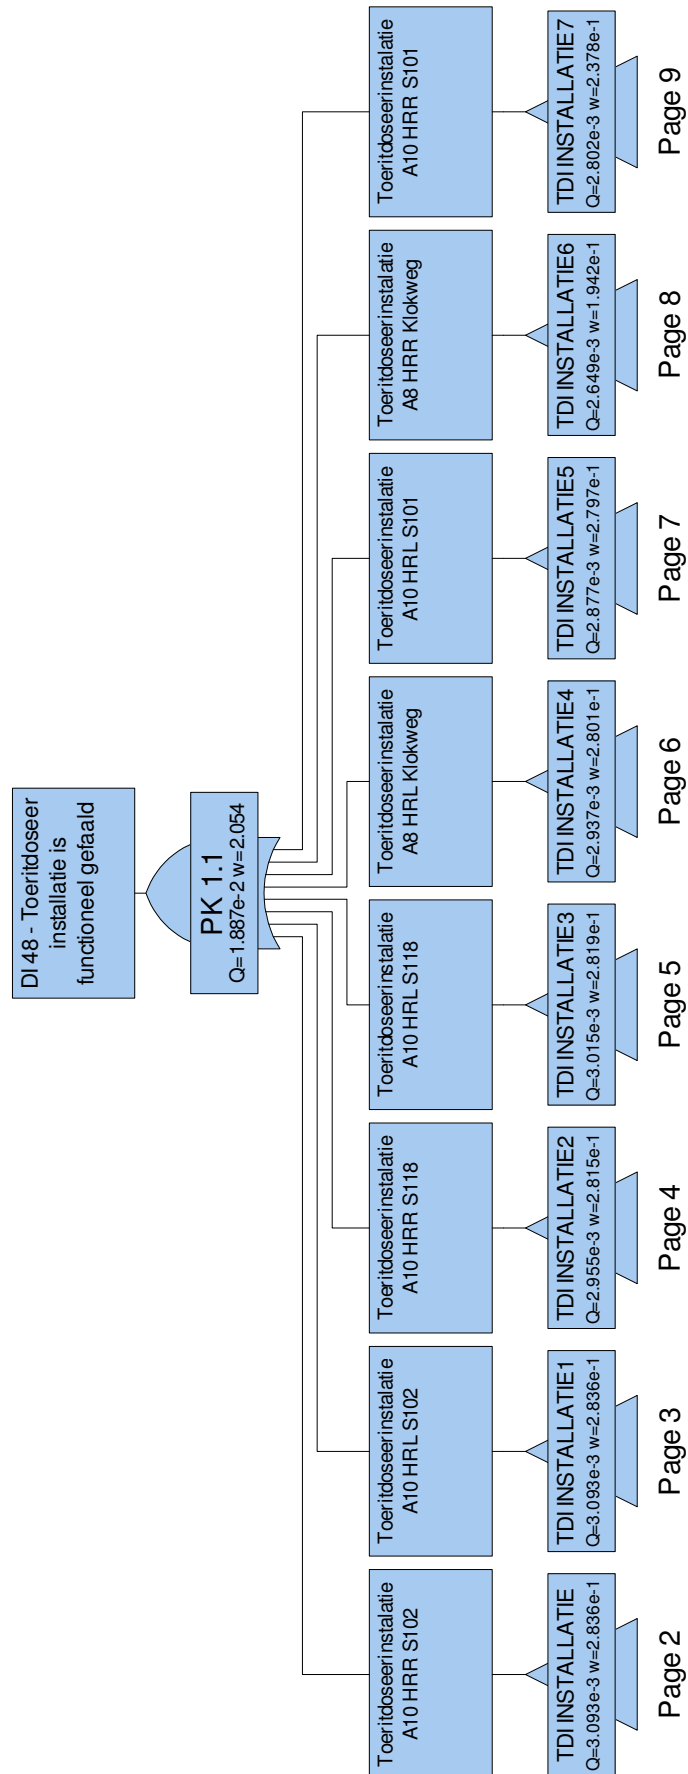 DI 48 - Toeritdoseer
installatie is
functioneel gefaald
PK 1.1
Q=1.887e-2 w=2.054
Toeritdoseerinstalatie
A10 HRR S102
Toeritdoseerinstalatie
A10 HRL S102
Toeritdoseerinstalatie
A10 HRR S118
Toeritdoseerinstalatie
A10 HRL S118
Toeritdoseerinstalatie
A8 HRL Klokweg
Toeritdoseerinstalatie
A10 HRL S101
Toeritdoseerinstalatie
A8 HRR Klokweg
Toeritdoseerinstalatie
A10 HRR S101
TDI INSTALLATIE
Q=3.093e-3 w=2.836e-1
TDI INSTALLATIE1
Q=3.093e-3 w=2.836e-1
TDI INSTALLATIE2
Q=2.955e-3 w=2.815e-1
TDI INSTALLATIE3
Q=3.015e-3 w=2.819e-1
TDI INSTALLATIE4
Q=2.937e-3 w=2.801e-1
TDI INSTALLATIE5
Q=2.877e-3 w=2.797e-1
TDI INSTALLATIE6
Q=2.649e-3 w=1.942e-1
TDI INSTALLATIE7
Q=2.802e-3 w=2.378e-1
Page 2
Page 3
Page 4
Page 5
Page 6
Page 7
Page 8
Page 9